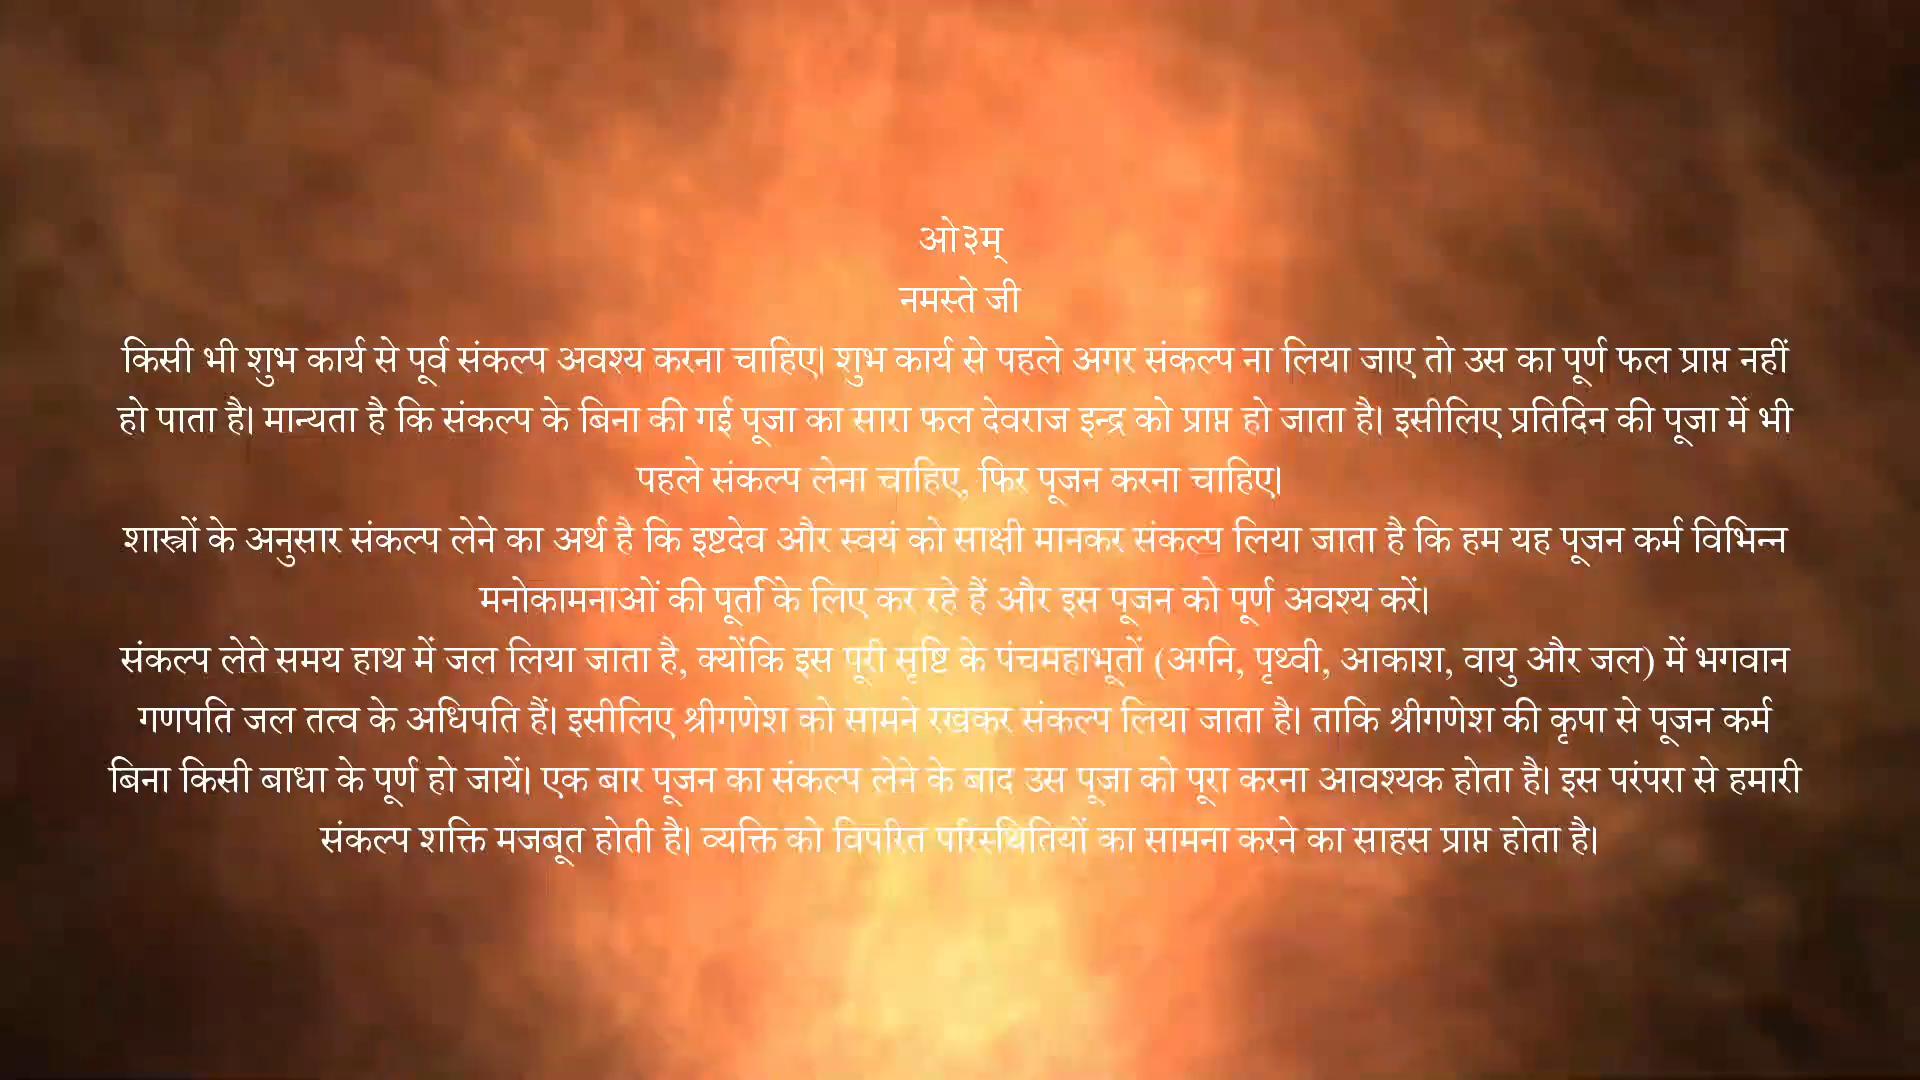 ओ३म्
नमस्ते जी
किसी भी शुभ कार्य से पूर्व संकल्प अवश्य करना चाहिए। शुभ कार्य से पहले अगर संकल्प ना लिया जाए तो उस का पूर्ण फल प्राप्त नहीं
हो पाता है। मान्यता है कि संकल्प के बिना की गई पूजा का सारा फल देवराज इन्द्र को प्राप्त हो जाता है। इसीलिए प्रतिदिन की पूजा में भी
पहले संकल्प लेना चाहिए, फिर पूजन करना चाहिए।
शास्त्रों के अनुसार संकल्प लेने का अर्थ है कि इष्टदेव और स्वयं को साक्षी मानकर संकल्प लिया जाता है कि हम यह पूजन कर्म विभिन्न
मनोकामनाओं की पूर्ताि के लिए कर रहे हैं और इस पूजन को पूर्ण अवश्य करें।
संकल्प लेते समय हाथ में जल लिया जाता है, क्योंकि इस पूरी सृष्टि के पंचमहाभूतों (अग्नि, पृथ्वी, आकाश, वायु और जल) में भगवान
गणपति जल तत्व के अधिपति हैं। इसीलिए श्रीगणेश को सामने रखकर संकल्प लिया जाता है। ताकि श्रीगणेश की कृपा से पूजन कर्म
बिना किसी बाधा के पूर्ण हो जायें। एक बार पूजन का संकल्प लेने के बाद उस पूजा को पूरा करना आवश्यक होता है। इस परंपरा से हमारी
संकल्प शक्ति मजबूत होती है। व्यक्ति को विपरित परिस्थितियों का सामना करने का साहस प्राप्त होता है।